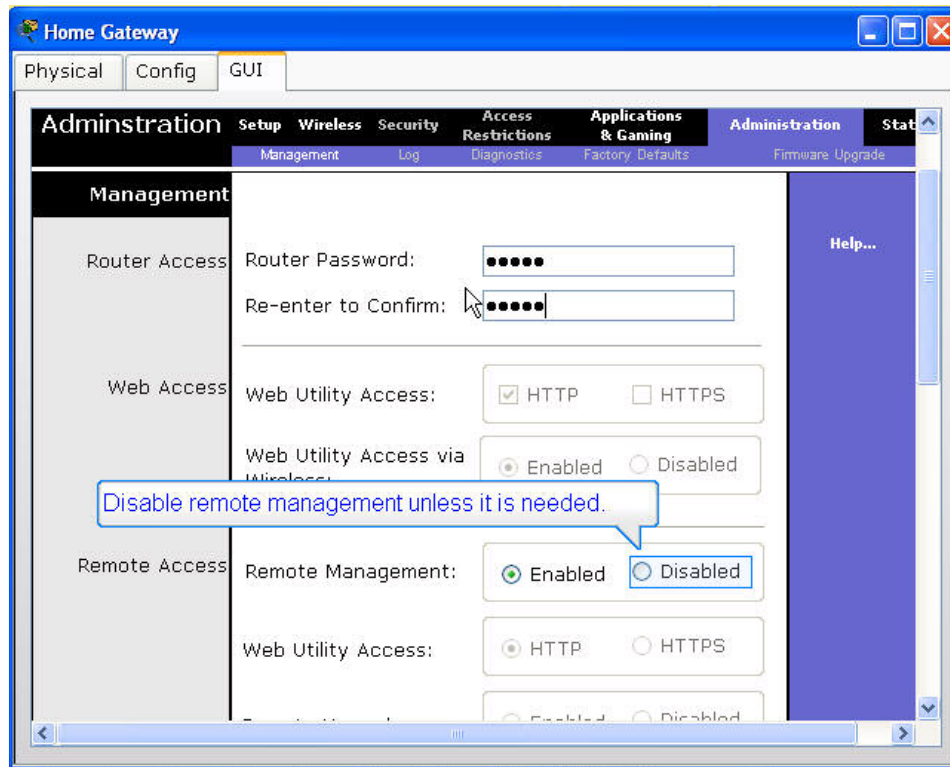 Home Gateway
Physical Config GUI
Adminstration Setup Wireless Security Access Restrictions Applications & Gaming Administration Stat
Management Log Diagnostics Factory Defaults Firmware Upgrade
Management
Help...
Router Access Router Password:
Re-enter to Confirm:
Web Access Web Utility Access: HTTP HTTPS
Web Utility Access via Wireless: Enabled Disabled
Disable remote management unless it is needed.
Remote Access Remote Management: Enabled Disabled
Web Utility Access: HTTP HTTPS
Enabled Disabled